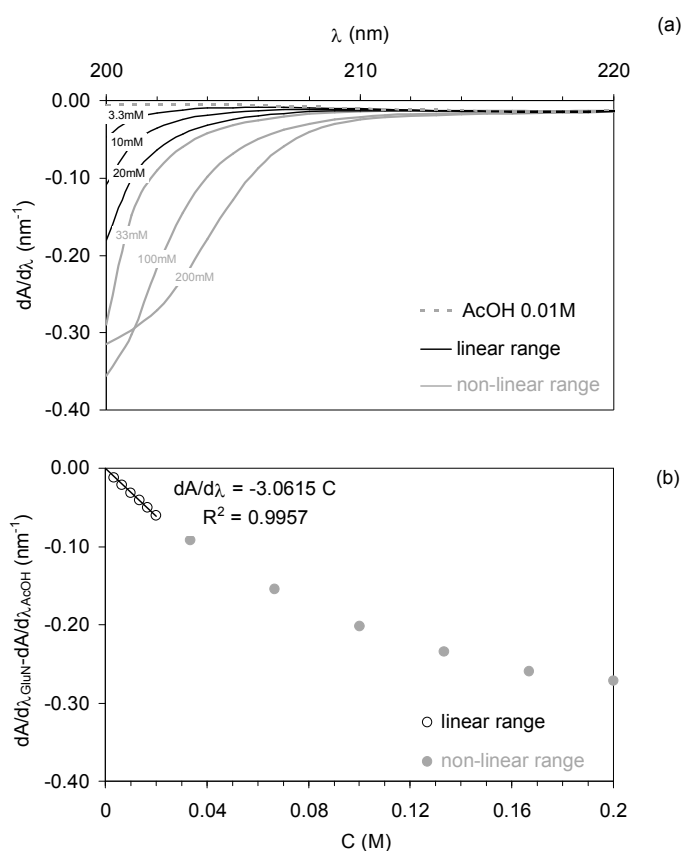 (a)
λ (nm)
200 210 220
0.00
-0.10
-0.20
-0.30
-0.40
dA/dλ (nm⁻¹)
3.3mM
10mM
20mM
33mM
100mM
200mM
AcOH 0.01M
linear range
non-linear range
(b)
0.00
-0.10
-0.20
-0.30
-0.40
dA/dλGluN-dA/dλAcOH (nm⁻¹)
dA/dλ = -3.0615 C
R² = 0.9957
linear range
non-linear range
0 0.04 0.08 0.12 0.16 0.2
C (M)